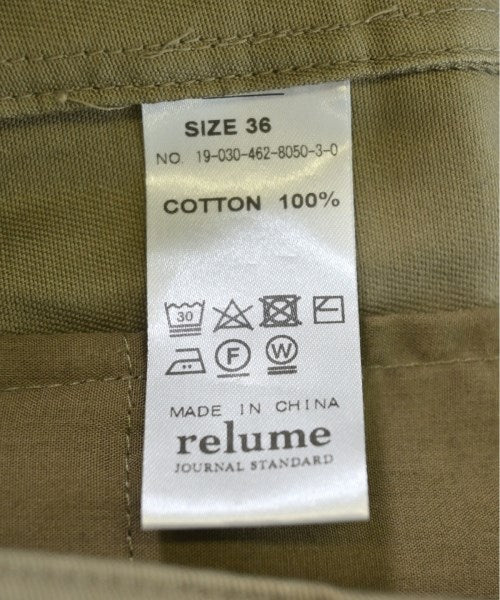 SIZE 36
NO. 19-030-462-8050-3-0
COTTON 100%
30
F W
MADE IN CHINA
relume
JOURNAL STANDARD